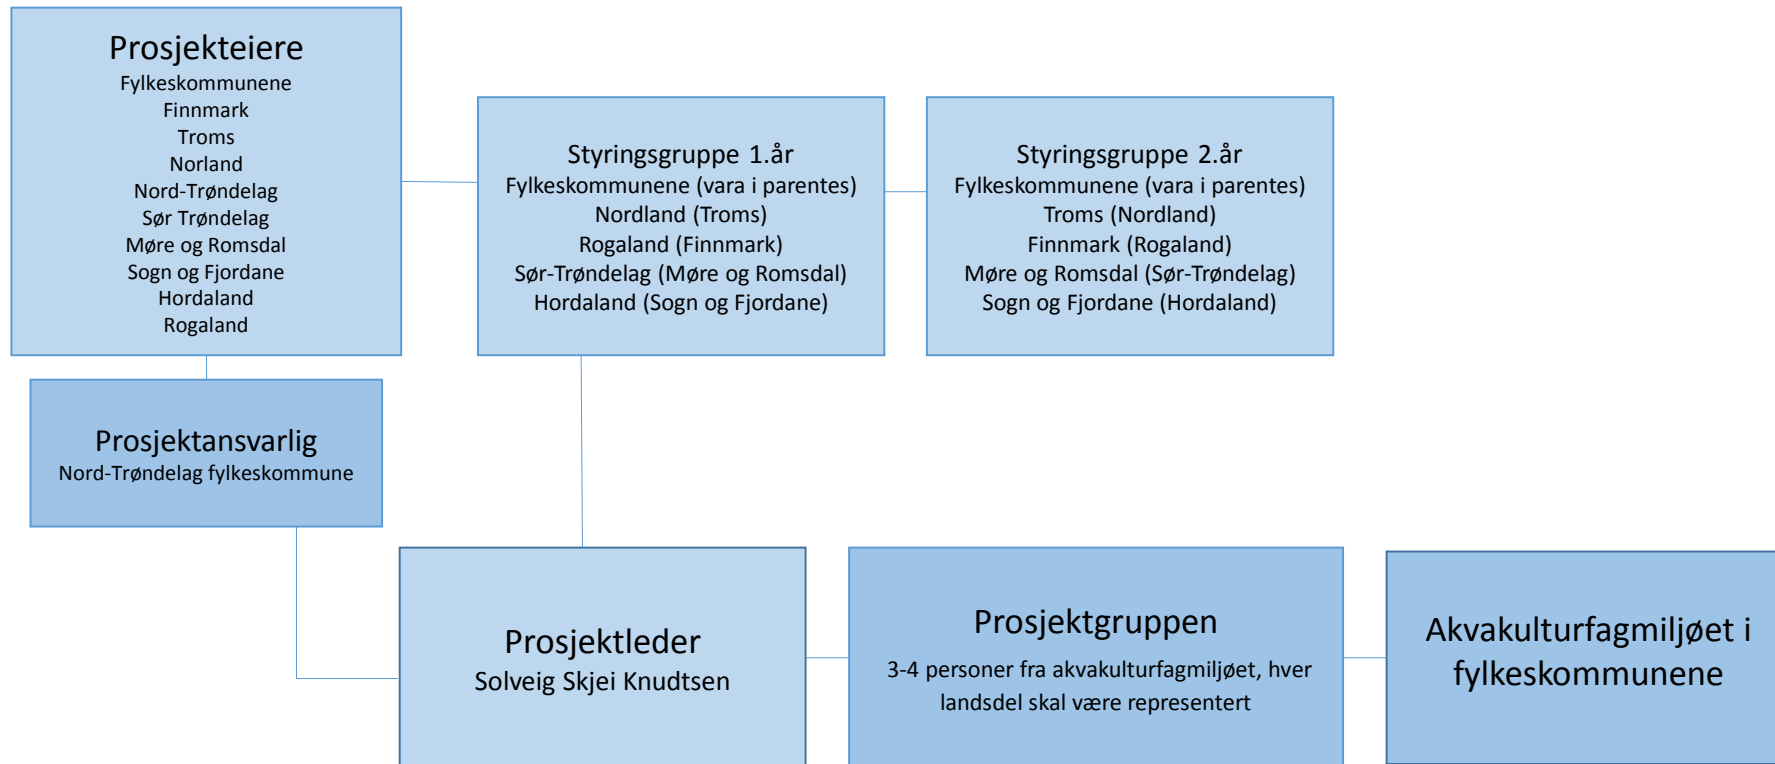 Prosjekteiere
Fylkeskommunene
Finnmark
Troms
Norland
Nord-Trøndelag
Sør Trøndelag
Møre og Romsdal
Sogn og Fjordane
Hordaland
Rogaland
Styringsgruppe 1.år
Fylkeskommunene (vara i parentes)
Nordland (Troms)
Rogaland (Finnmark)
Sør-Trøndelag (Møre og Romsdal)
Hordaland (Sogn og Fjordane)
Styringsgruppe 2.år
Fylkeskommunene (vara i parentes)
Troms (Nordland)
Finnmark (Rogaland)
Møre og Romsdal (Sør-Trøndelag)
Sogn og Fjordane (Hordaland)
Prosjektansvarlig
Nord-Trøndelag fylkeskommune
Prosjektleder
Solveig Skjei Knudtsen
Prosjektgruppen
3-4 personer fra akvakulturfagmiljøet, hver
landsdel skal være representert
Akvakulturfagmiljøet i
fylkeskommunene